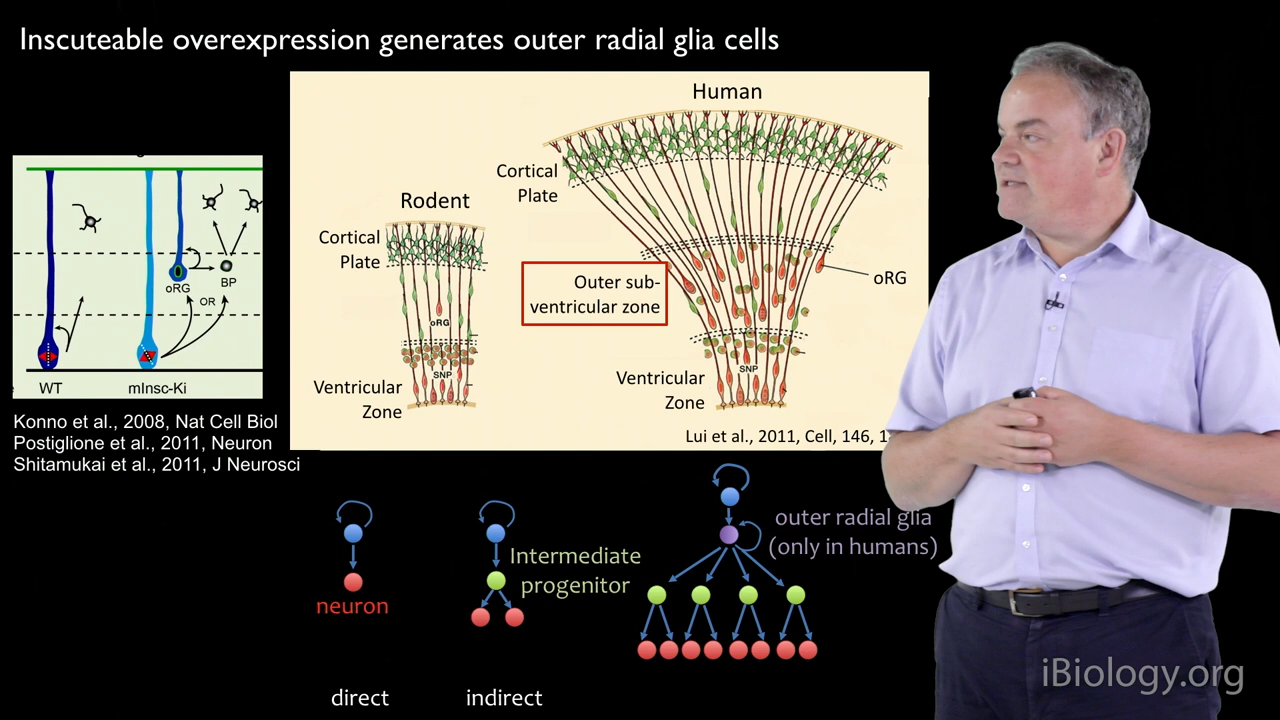 Inscuteable overexpression generates outer radial glia cells
oRG
BP
OR
WT
mInsc-Ki
Konno et al., 2008, Nat Cell Biol
Postiglione et al., 2011, Neuron
Shitamukai et al., 2011, J Neurosci
Rodent
Cortical
Plate
oRG
SNP
Ventricular
Zone
Human
Cortical
Plate
Outer sub-
ventricular zone
oRG
SNP
Ventricular
Zone
Lui et al., 2011, Cell, 146, 1
neuron
direct
Intermediate
progenitor
indirect
outer radial glia
(only in humans)
iBiology.org